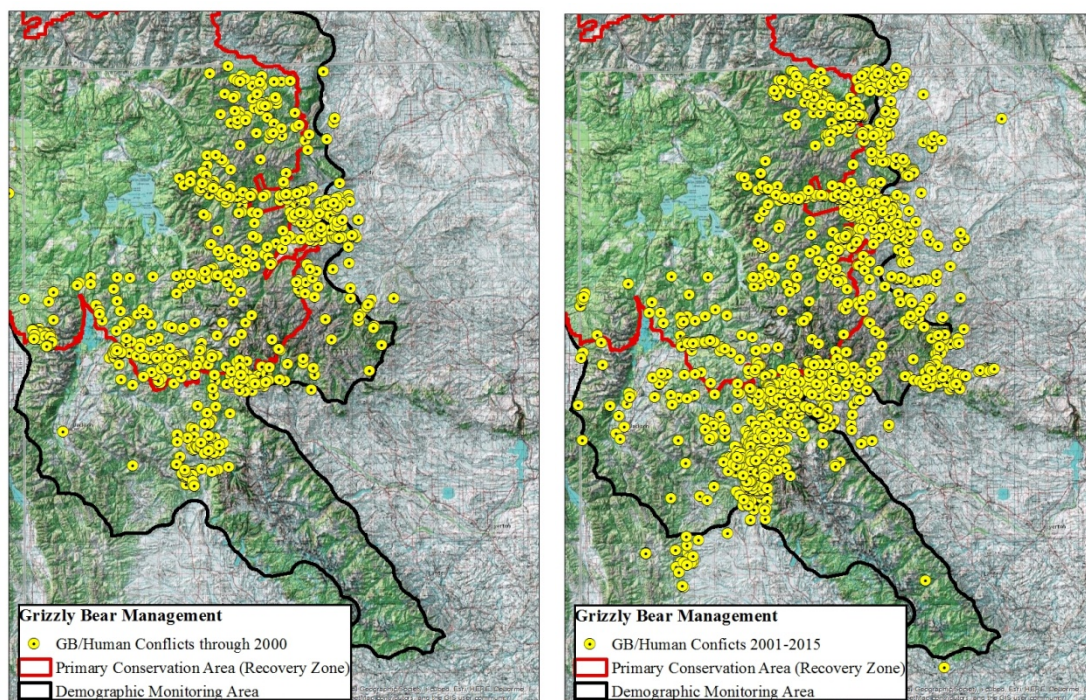 Grizzly Bear Management
GB/Human Conflicts through 2000
Primary Conservation Area (Recovery Zone)
Demographic Monitoring Area
Grizzly Bear Management
GB/Human Conficts 2001-2015
Primary Conservation Area (Recovery Zone)
Demographic Monitoring Area